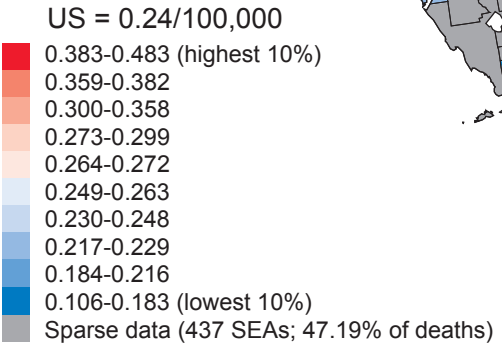 US = 0.24/100,000
0.383-0.483 (highest 10%)
0.359-0.382
0.300-0.358
0.273-0.299
0.264-0.272
0.249-0.263
0.230-0.248
0.217-0.229
0.184-0.216
0.106-0.183 (lowest 10%)
Sparse data (437 SEAs; 47.19% of deaths)